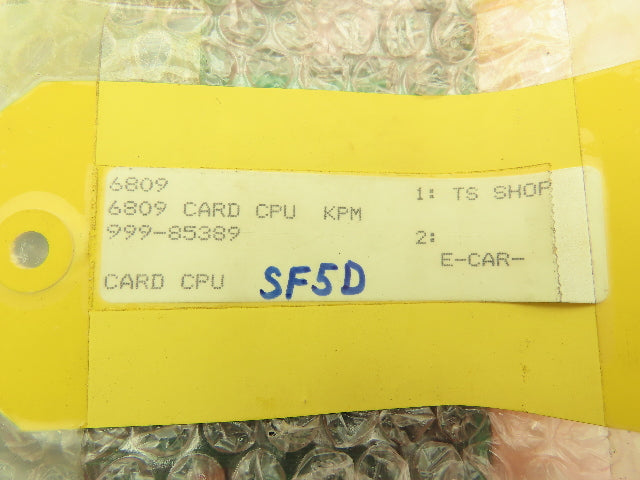 6809
6809 CARD CPU KPM
999-85389
CARD CPU SF5D
1: TS SHOP
2:
E-CAR-